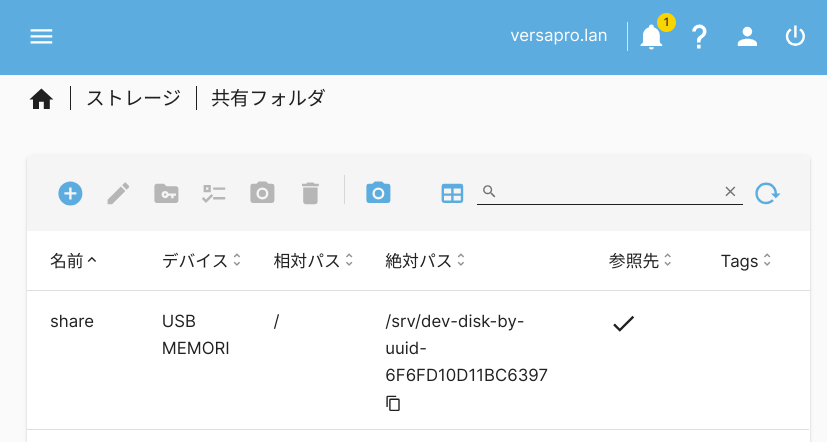 versapro.lan
1
ストレージ
共有フォルダ
名前
デバイス
相対パス
絶対パス
参照先
Tags
share
USB
MEMORI
/
/srv/dev-disk-by-
uuid-
6F6FD10D11BC6397